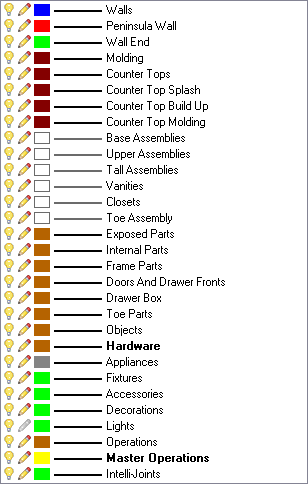 Walls
Peninsula Wall
Wall End
Molding
Counter Tops
Counter Top Splash
Counter Top Build Up
Counter Top Molding
Base Assemblies
Upper Assemblies
Tall Assemblies
Vanities
Closets
Toe Assembly
Exposed Parts
Internal Parts
Frame Parts
Doors And Drawer Fronts
Drawer Box
Toe Parts
Objects
Hardware
Appliances
Fixtures
Accessories
Decorations
Lights
Operations
Master Operations
IntelliJoints